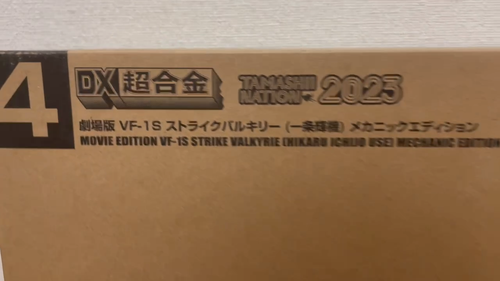 4
DX超合金 TAMASHII NATION 2023
劇場版 VF-1S ストライクバルキリー (一条輝機) メカニックエディション
MOVIE EDITION VF-1S STRIKE VALKYRIE (HIKARU ICHIJO USE) MECHANIC EDITION